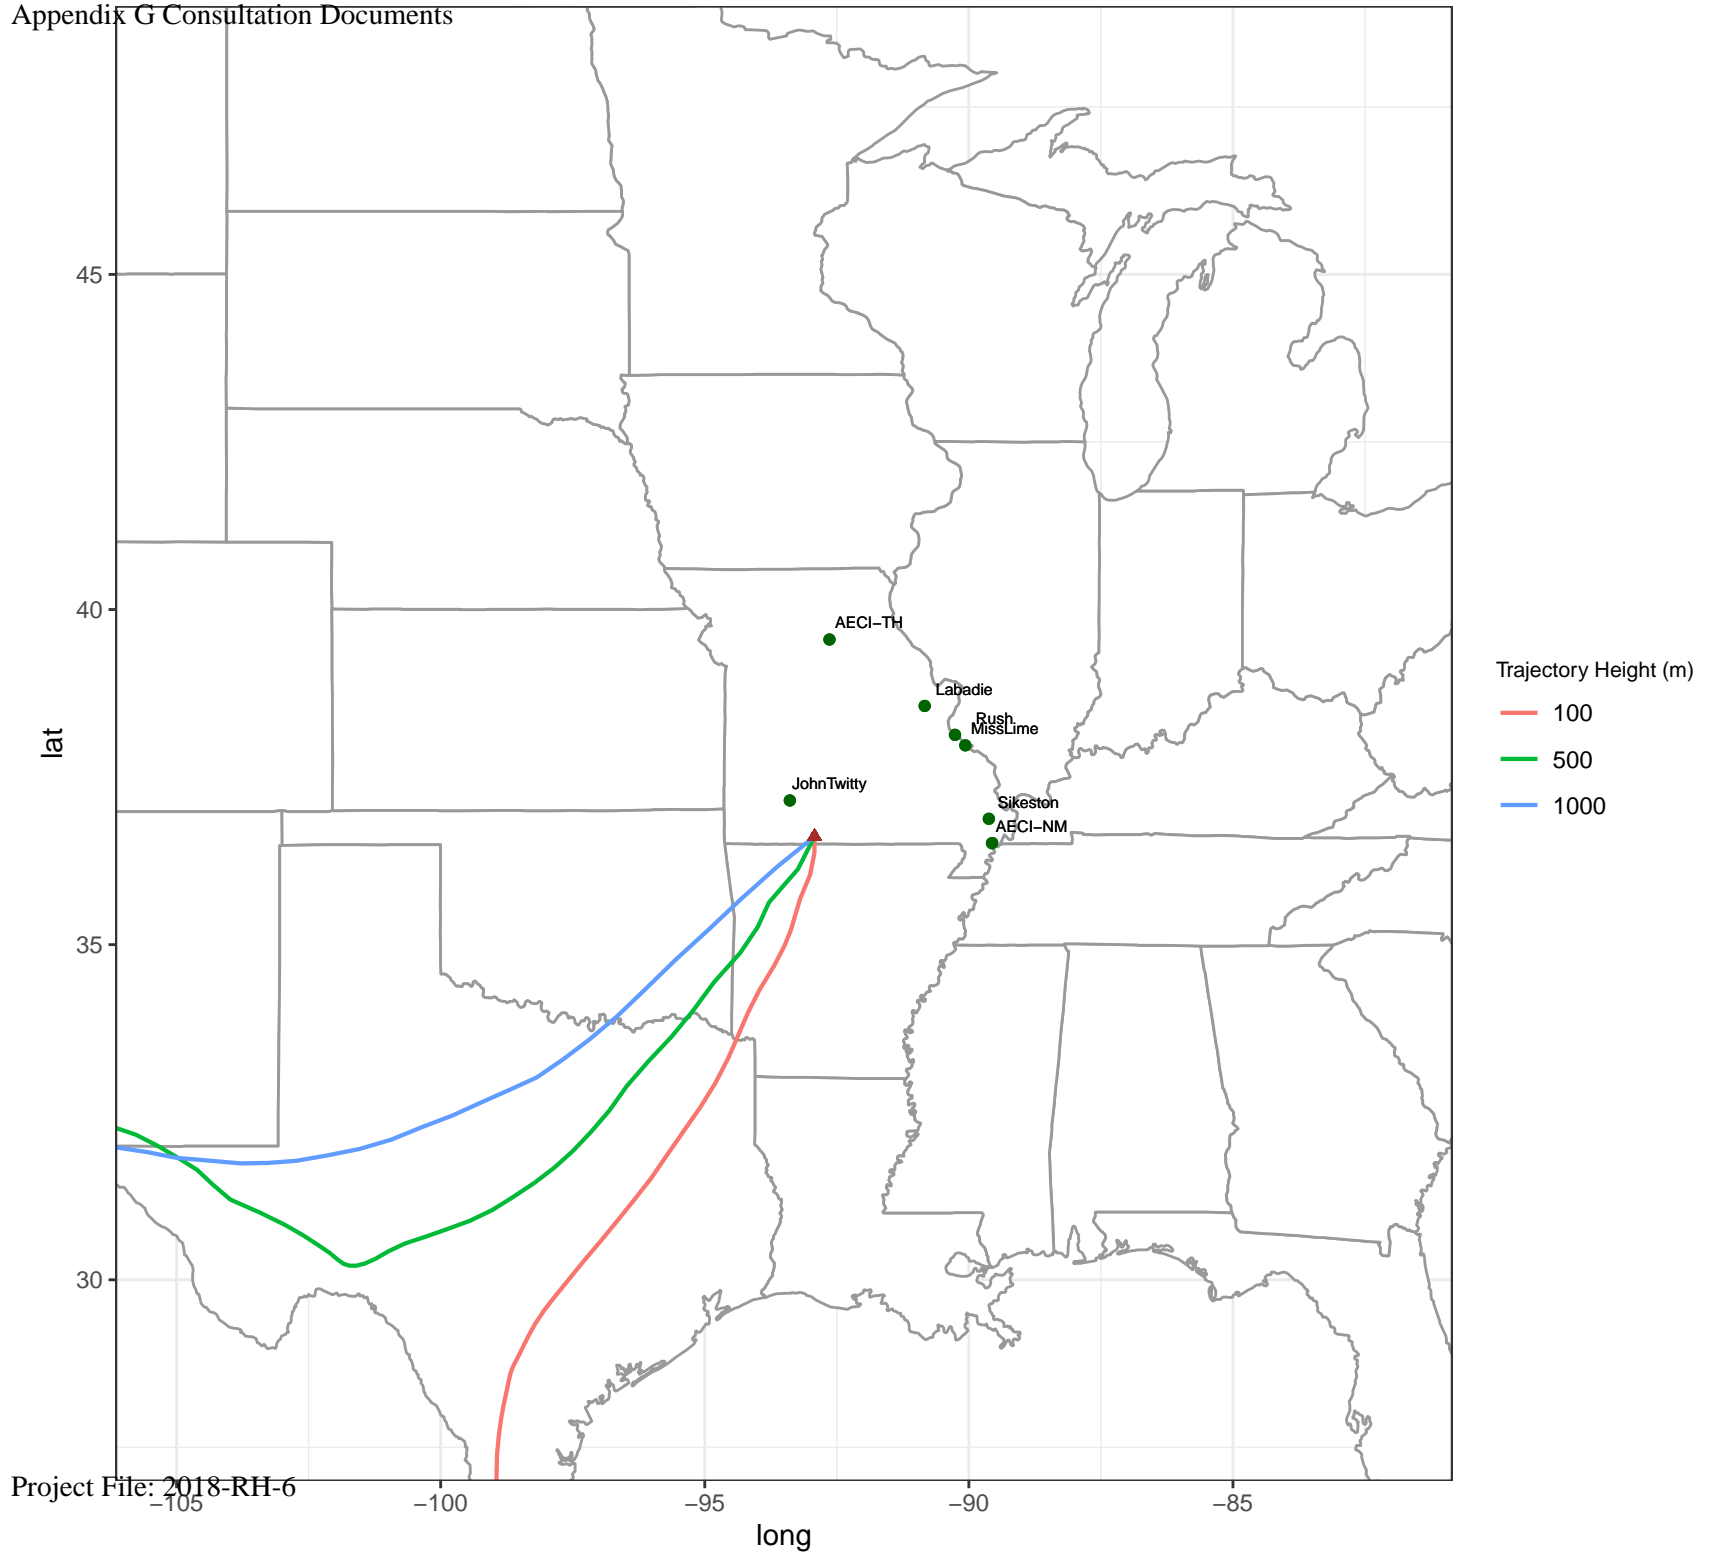 Appendix G Consultation Documents
45
40
35
30
lat
AECI−TH
Labadie
Rush
MissLime
JohnTwitty
Sikeston
AECI−NM
Trajectory Height (m)
100
500
1000
Project File: 2018-RH-6
−105
−100
−95
−90
−85
long